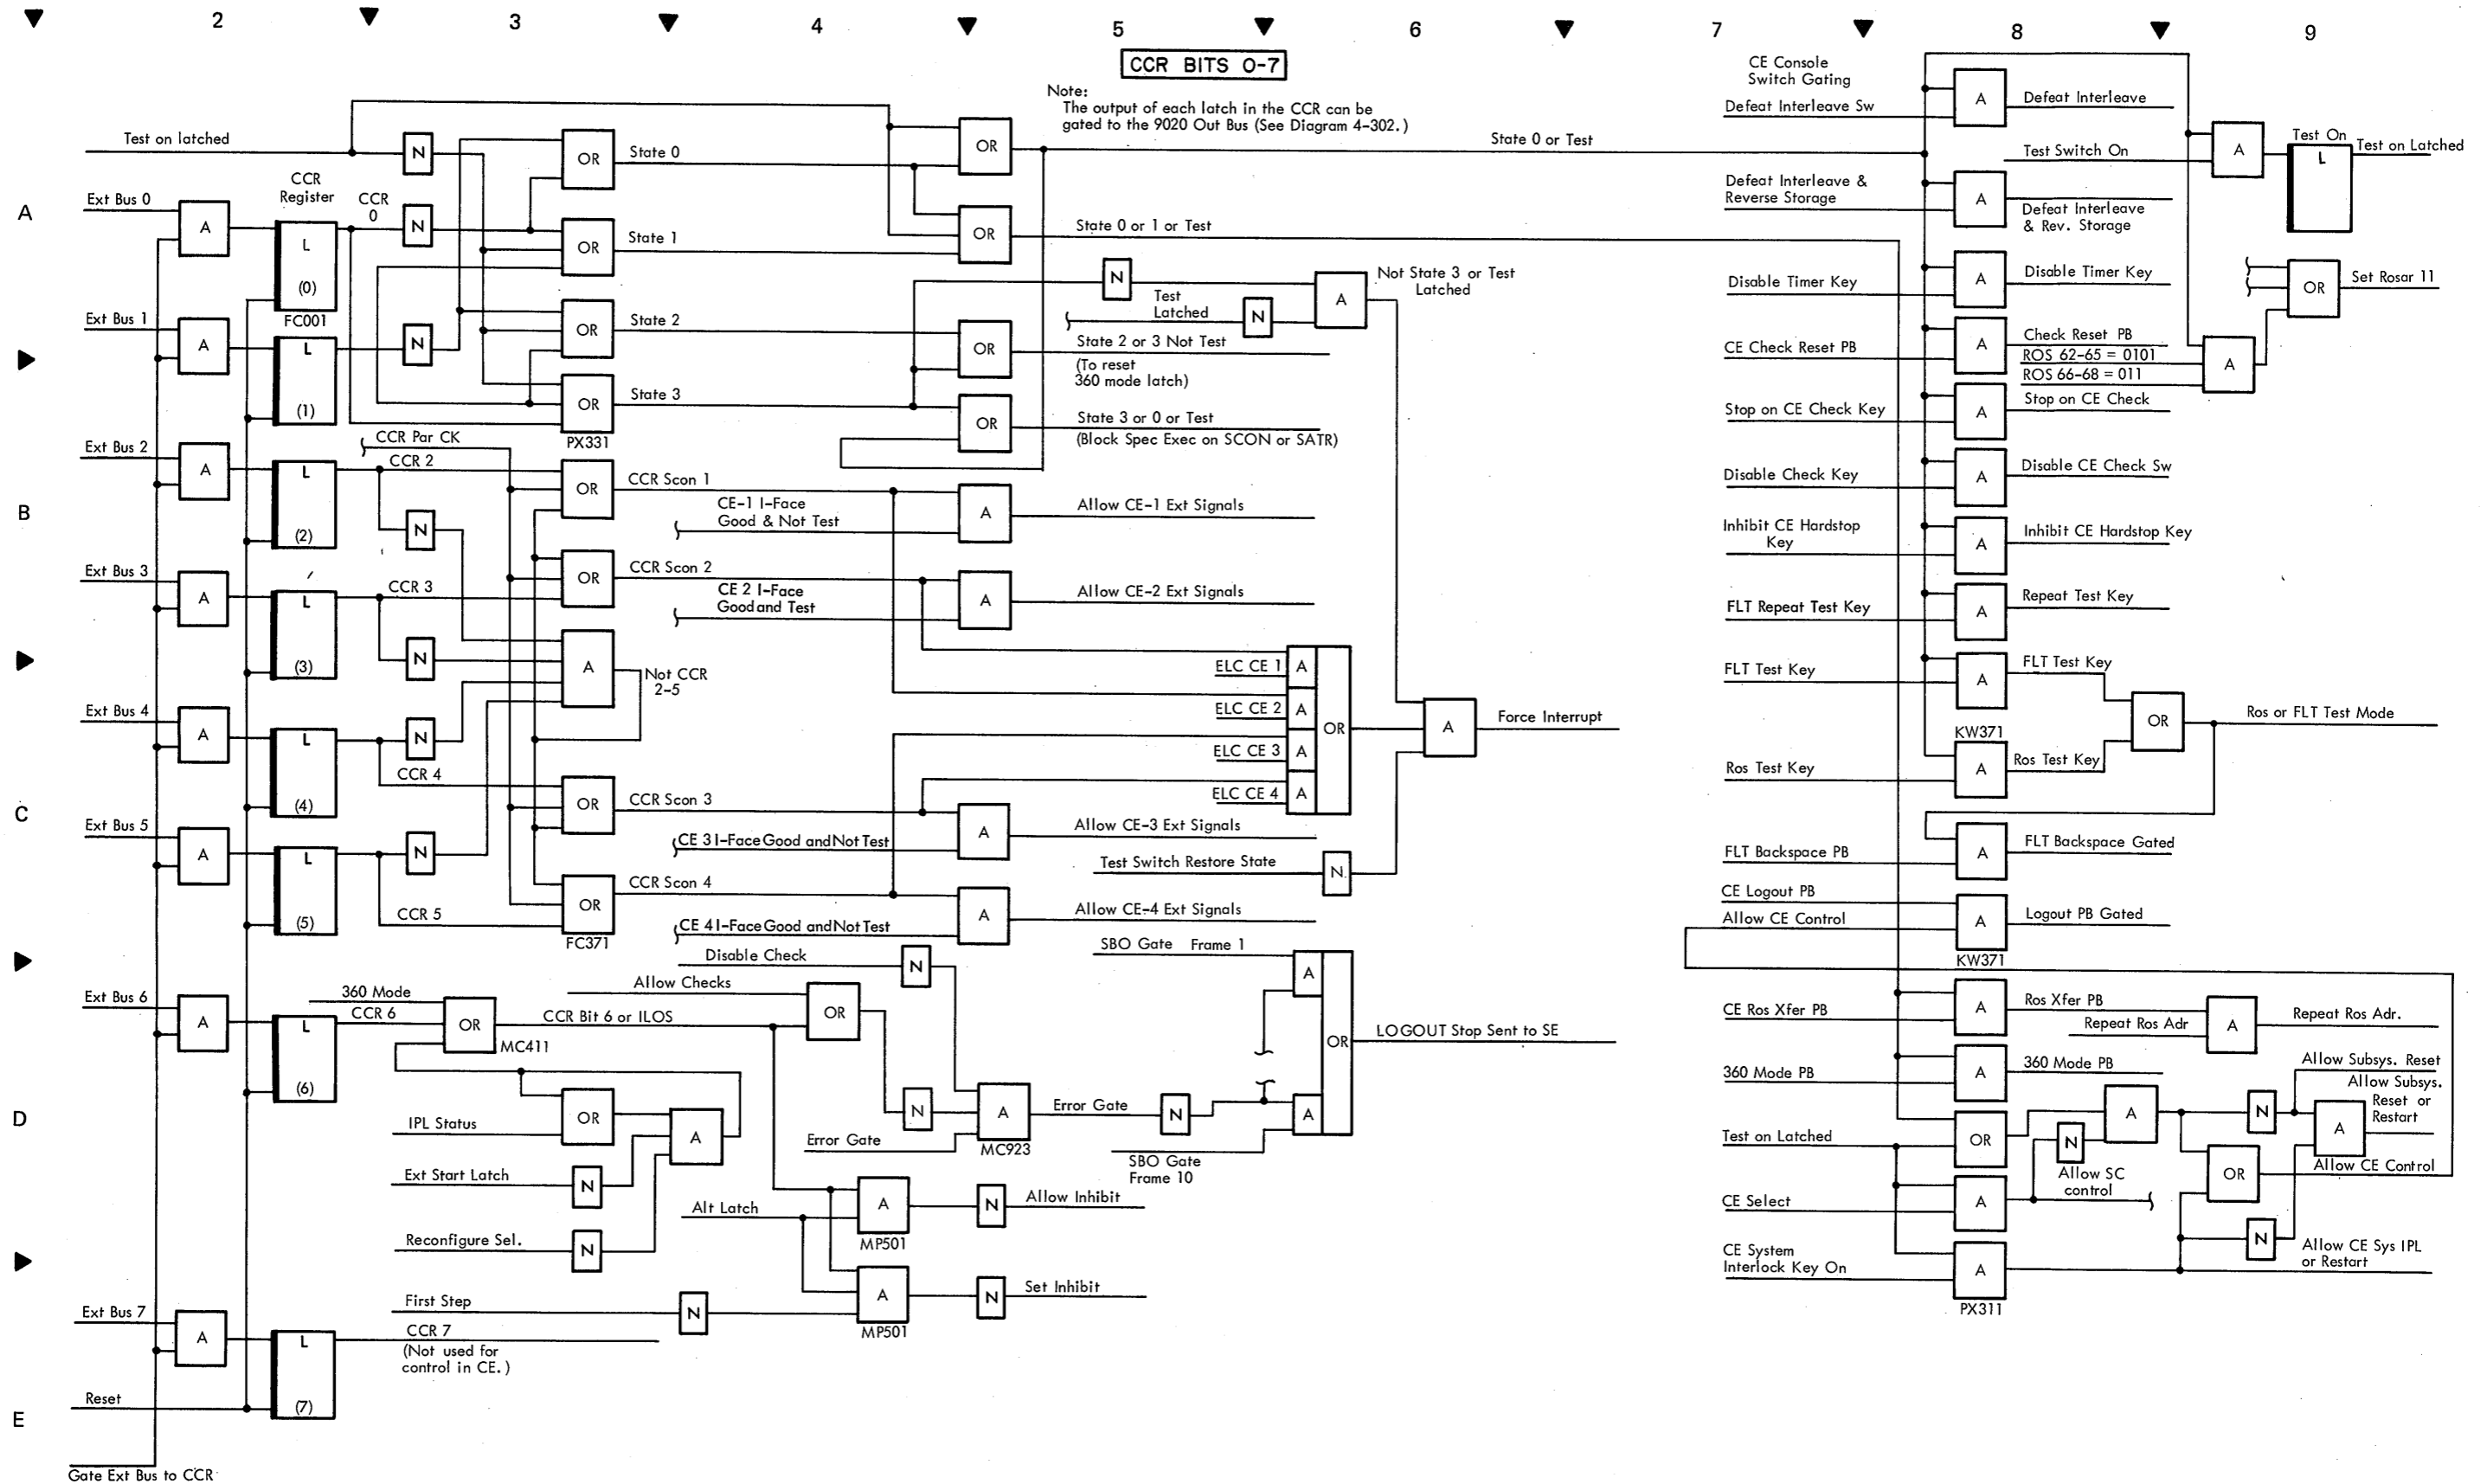 2 3 4 5 6 7 8 9
CCR BITS 0-7
Note:
The output of each latch in the CCR can be
gated to the 9020 Out Bus (See Diagram 4-302.)
A
B
C
D
E
Test on latched
N
CCR
Register
CCR
0
Ext Bus 0
A
L
(0)
FC001
N
Ext Bus 1
A
L
(1)
N
OR
State 0
OR
State 1
OR
State 2
OR
State 3
PX331
OR
State 0 or Test
OR
State 0 or 1 or Test
N
Test
Latched
N
A
Not State 3 or Test
Latched
OR
State 2 or 3 Not Test
(To reset
360 mode latch)
OR
State 3 or 0 or Test
(Block Spec Exec on SCON or SATR)
CCR Par CK
Ext Bus 2
A
L
(2)
CCR 2
N
OR
CCR Scon 1
CE-1 I-Face
Good & Not Test
A
Allow CE-1 Ext Signals
Ext Bus 3
A
L
(3)
CCR 3
N
OR
CCR Scon 2
CE 2 I-Face
Good and Test
A
Allow CE-2 Ext Signals
A
Not CCR
2-5
ELC CE 1
A
ELC CE 2
A
ELC CE 3
A
ELC CE 4
A
OR
A
Force Interrupt
Ext Bus 4
A
L
(4)
N
CCR 4
OR
CCR Scon 3
CE 3 I-Face Good and Not Test
A
Allow CE-3 Ext Signals
Test Switch Restore State
N
Ext Bus 5
A
L
(5)
N
CCR 5
OR
FC371
CCR Scon 4
CE 4 I-Face Good and Not Test
A
Allow CE-4 Ext Signals
Disable Check
N
Allow Checks
OR
SBO Gate Frame 1
A
OR
LOGOUT Stop Sent to SE
Ext Bus 6
A
L
(6)
360 Mode
CCR 6
OR
MC411
CCR Bit 6 or ILOS
N
A
MC923
Error Gate
Error Gate
N
A
SBO Gate
Frame 10
IPL Status
OR
A
Ext Start Latch
N
Reconfigure Sel.
N
Alt Latch
A
MP501
N
Allow Inhibit
First Step
N
A
MP501
N
Set Inhibit
Ext Bus 7
A
L
(7)
CCR 7
(Not used for
control in CE.)
Reset
Gate Ext Bus to CCR
CE Console
Switch Gating
Defeat Interleave Sw
A
Defeat Interleave
Test Switch On
A
Test On
L
Test on Latched
Defeat Interleave &
Reverse Storage
A
Defeat Interleave
& Rev. Storage
Disable Timer Key
A
Disable Timer Key
OR
Set Rosar 11
CE Check Reset PB
A
Check Reset PB
ROS 62-65 = 0101
ROS 66-68 = 011
A
Stop on CE Check Key
A
Stop on CE Check
Disable Check Key
A
Disable CE Check Sw
Inhibit CE Hardstop
Key
A
Inhibit CE Hardstop Key
FLT Repeat Test Key
A
Repeat Test Key
FLT Test Key
A
FLT Test Key
OR
Ros or FLT Test Mode
KW371
Ros Test Key
A
Ros Test Key
FLT Backspace PB
A
FLT Backspace Gated
CE Logout PB
Allow CE Control
A
Logout PB Gated
KW371
CE Ros Xfer PB
A
Ros Xfer PB
Repeat Ros Adr
A
Repeat Ros Adr.
360 Mode PB
A
360 Mode PB
Allow Subsys. Reset
Allow Subsys.
Reset or
Restart
A
N
A
Test on Latched
OR
N
Allow SC
control
OR
Allow CE Control
CE Select
A
N
CE System
Interlock Key On
A
PX311
Allow CE Sys IPL
or Restart